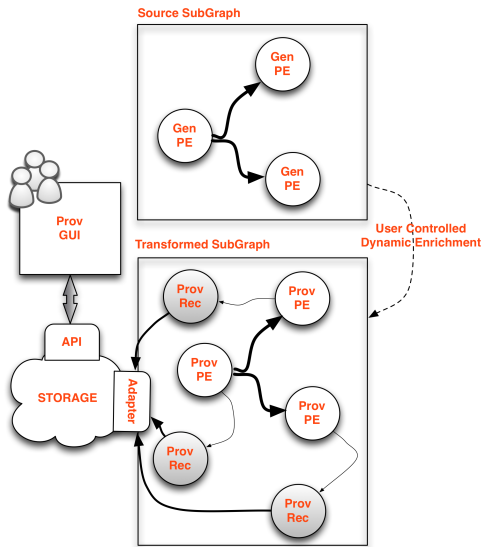 Source SubGraph
Gen
PE
Gen
PE
Gen
PE
Prov
GUI
User Controlled
Dynamic Enrichment
Transformed SubGraph
Prov
Rec
Prov
PE
API
Prov
PE
STORAGE
Adapter
Prov
PE
Prov
Rec
Prov
Rec